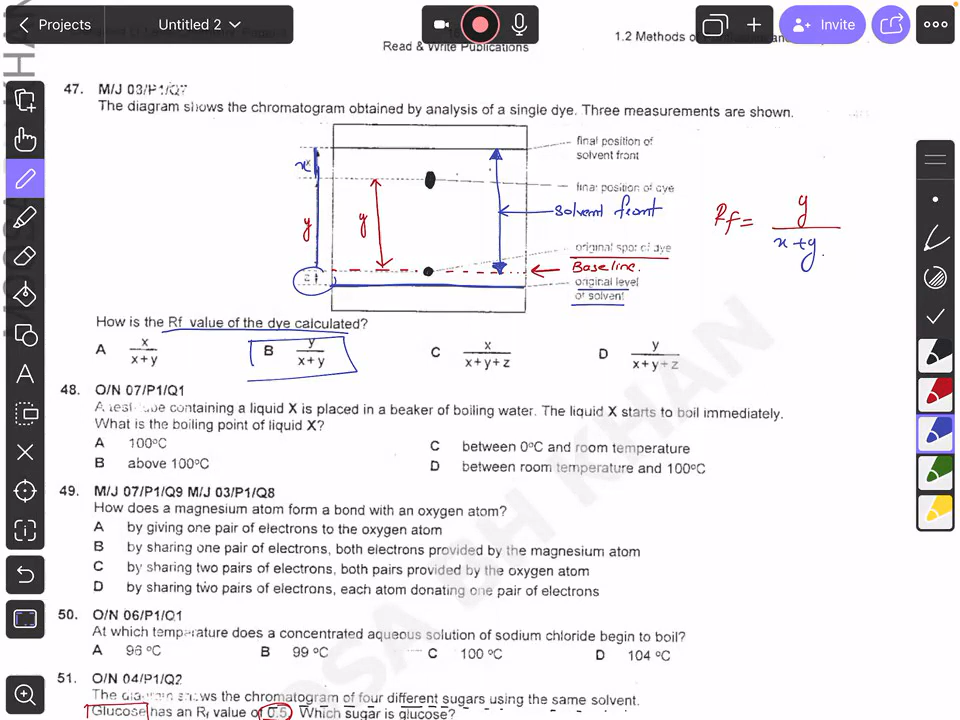 Projects
Untitled 2
Invite
Read & Write Publications
1.2 Methods of
47. M/J 03/P1/Q7
The diagram shows the chromatogram obtained by analysis of a single dye. Three measurements are shown.
final position of
solvent front
x
final position of dye
y
y
solvent front
Rf = y
x+y
original spot of dye
Baseline.
z
original level
of solvent
How is the Rf value of the dye calculated?
A x/x+y
B y/x+y
C x/x+y+z
D y/x+y+z
48. O/N 07/P1/Q1
A test-tube containing a liquid X is placed in a beaker of boiling water. The liquid X starts to boil immediately.
What is the boiling point of liquid X?
A 100ºC
C between 0ºC and room temperature
B above 100ºC
D between room temperature and 100ºC
49. M/J 07/P1/Q9 M/J 03/P1/Q8
How does a magnesium atom form a bond with an oxygen atom?
A by giving one pair of electrons to the oxygen atom
B by sharing one pair of electrons, both electrons provided by the magnesium atom
C by sharing two pairs of electrons, both pairs provided by the oxygen atom
D by sharing two pairs of electrons, each atom donating one pair of electrons
50. O/N 06/P1/Q1
At which temperature does a concentrated aqueous solution of sodium chloride begin to boil?
A 96 ºC B 99 ºC C 100 ºC D 104 ºC
51. O/N 04/P1/Q2
The diagram shows the chromatogram of four different sugars using the same solvent.
Glucose has an Rf value of 0.5. Which sugar is glucose?